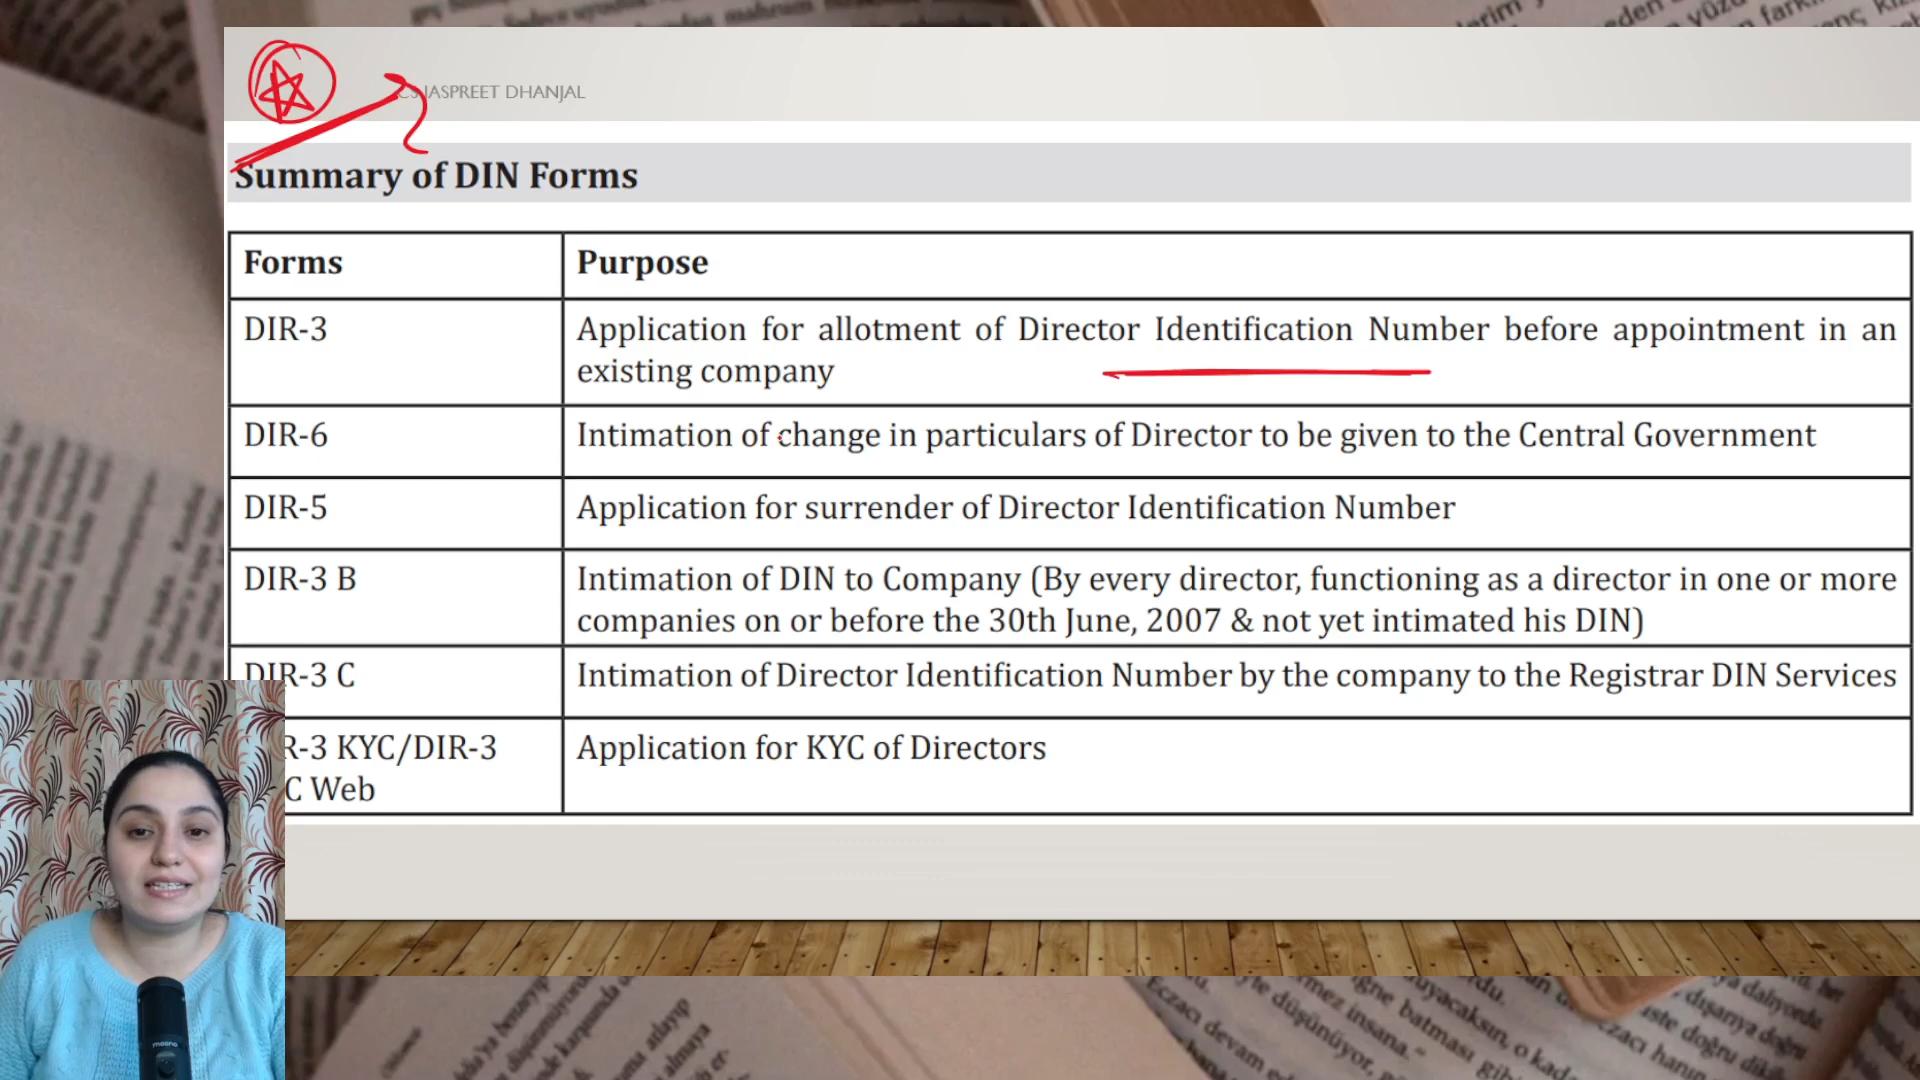 CS JASPREET DHANJAL
Summary of DIN Forms
Forms Purpose
DIR-3 Application for allotment of Director Identification Number before appointment in an
existing company
DIR-6 Intimation of change in particulars of Director to be given to the Central Government
DIR-5 Application for surrender of Director Identification Number
DIR-3 B Intimation of DIN to Company (By every director, functioning as a director in one or more
companies on or before the 30th June, 2007 & not yet intimated his DIN)
DIR-3 C Intimation of Director Identification Number by the company to the Registrar DIN Services
R-3 KYC/DIR-3 Application for KYC of Directors
C Web